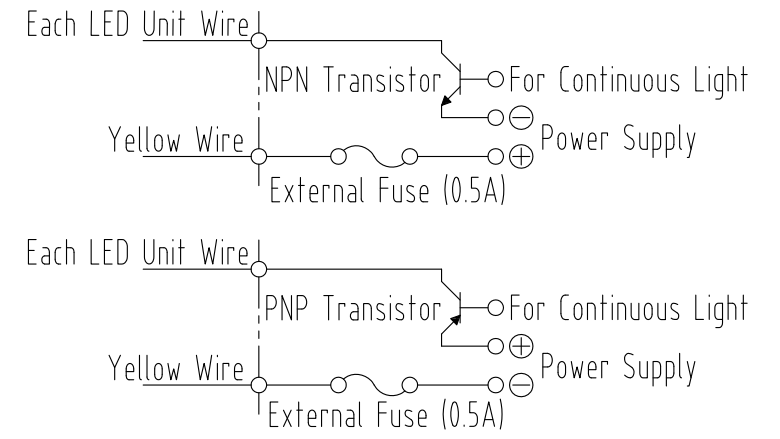 Each LED Unit Wire
NPN Transistor
For Continuous Light
⊖
Power Supply
Yellow Wire
⊕
External Fuse (0.5A)
Each LED Unit Wire
PNP Transistor
For Continuous Light
⊕
Power Supply
Yellow Wire
⊖
External Fuse (0.5A)